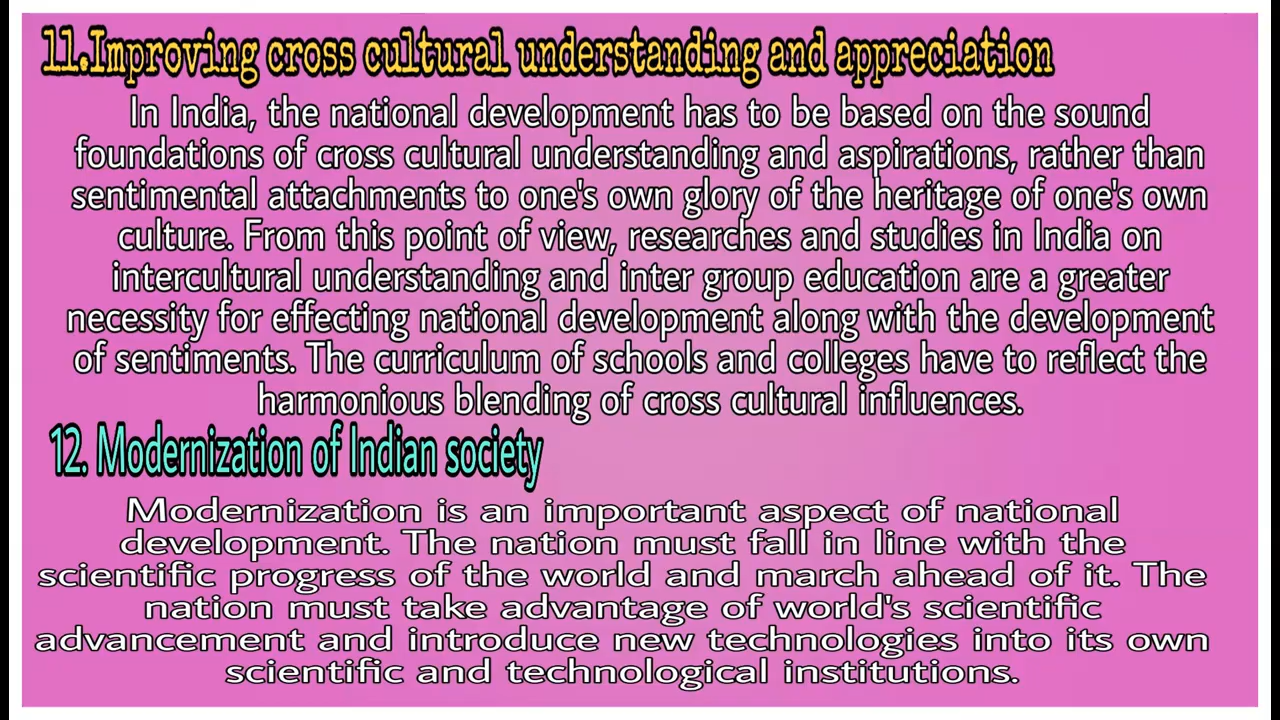 11.Improving cross cultural understanding and appreciation
In India, the national development has to be based on the sound
foundations of cross cultural understanding and aspirations, rather than
sentimental attachments to one's own glory of the heritage of one's own
culture. From this point of view, researches and studies in India on
intercultural understanding and inter group education are a greater
necessity for effecting national development along with the development
of sentiments. The curriculum of schools and colleges have to reflect the
harmonious blending of cross cultural influences.
12. Modernization of Indian society
Modernization is an important aspect of national
development. The nation must fall in line with the
scientific progress of the world and march ahead of it. The
nation must take advantage of world's scientific
advancement and introduce new technologies into its own
scientific and technological institutions.